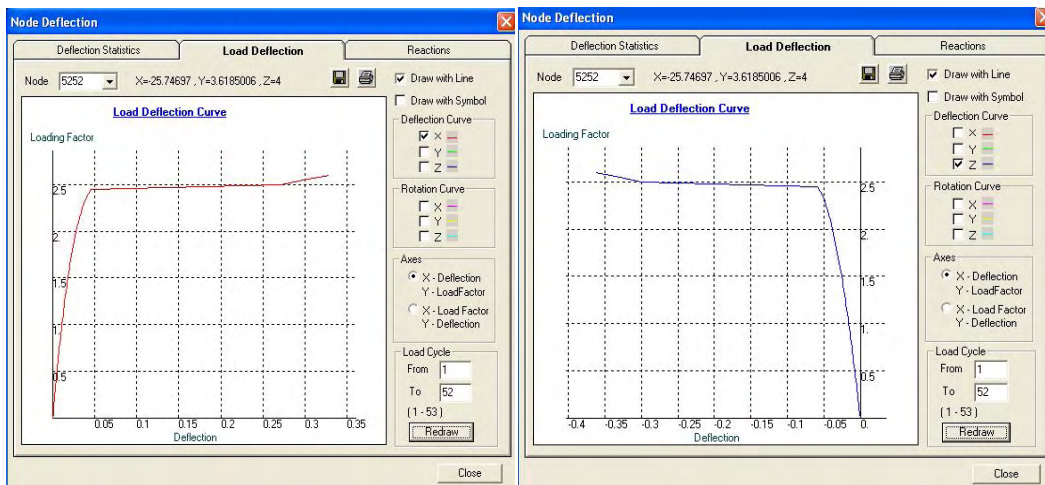 Node Deflection
Deflection Statistics
Load Deflection
Reactions
Node 5252 X=-25.74697 , Y=3.6185006 , Z=4
Draw with Line
Draw with Symbol
Load Deflection Curve
Loading Factor
2.5
2.
1.5
1.
0.5
0.05 0.1 0.15 0.2 0.25 0.3 0.35
Deflection
Deflection Curve
X
Y
Z
Rotation Curve
X
Y
Z
Axes
X - Deflection
Y - LoadFactor
X - Load Factor
Y - Deflection
Load Cycle
From 1
To 52
( 1 - 53 )
Redraw
Close
Node Deflection
Deflection Statistics
Load Deflection
Reactions
Node 5252 X=-25.74697 , Y=3.6185006 , Z=4
Draw with Line
Draw with Symbol
Load Deflection Curve
Loading Factor
2.5
2.
1.5
1.
0.5
-0.4 -0.35 -0.3 -0.25 -0.2 -0.15 -0.1 -0.05 0.
Deflection
Deflection Curve
X
Y
Z
Rotation Curve
X
Y
Z
Axes
X - Deflection
Y - LoadFactor
X - Load Factor
Y - Deflection
Load Cycle
From 1
To 52
( 1 - 53 )
Redraw
Close